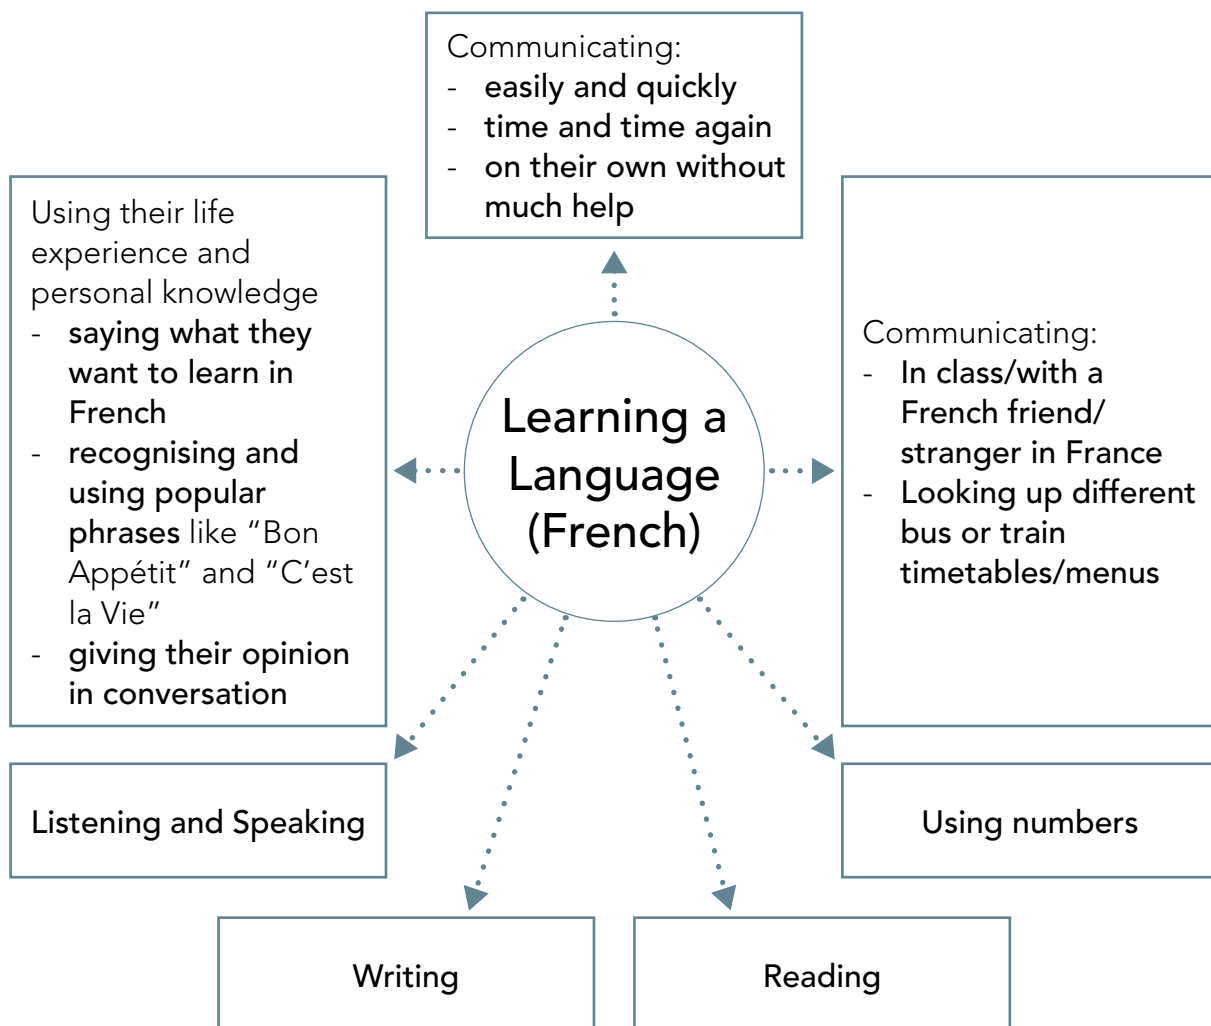 Communicating:
- easily and quickly
- time and time again
- on their own without
much help
Using their life
experience and
personal knowledge
- saying what they
want to learn in
French
- recognising and
using popular
phrases like “Bon
Appétit” and “C’est
la Vie”
- giving their opinion
in conversation
Learning a
Language
(French)
Communicating:
- In class/with a
French friend/
stranger in France
- Looking up different
bus or train
timetables/menus
Listening and Speaking
Using numbers
Writing
Reading